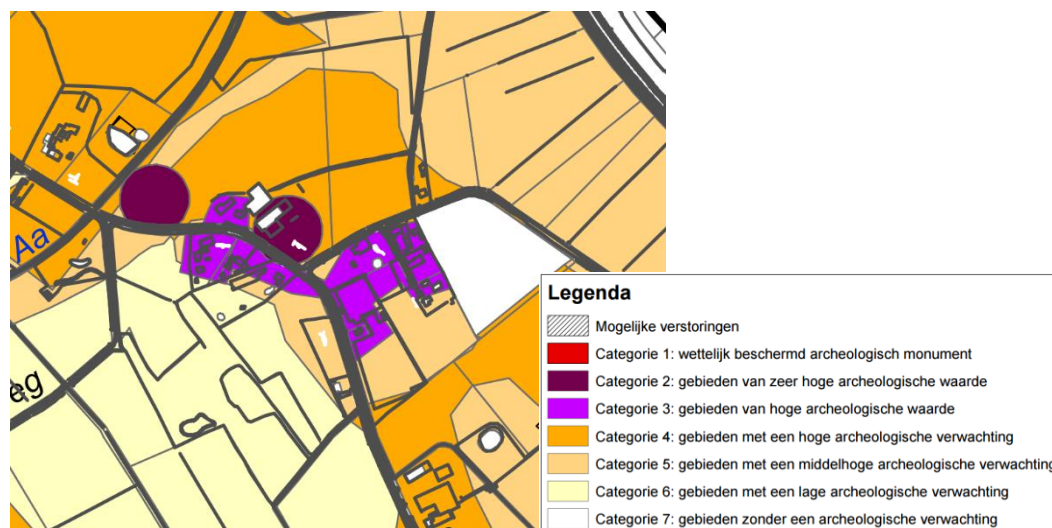 Aa
eg
Legenda
Mogelijke verstoringen
Categorie 1: wettelijk beschermd archeologisch monument
Categorie 2: gebieden van zeer hoge archeologische waarde
Categorie 3: gebieden van hoge archeologische waarde
Categorie 4: gebieden met een hoge archeologische verwachting
Categorie 5: gebieden met een middelhoge archeologische verwachting
Categorie 6: gebieden met een lage archeologische verwachting
Categorie 7: gebieden zonder een archeologische verwachting